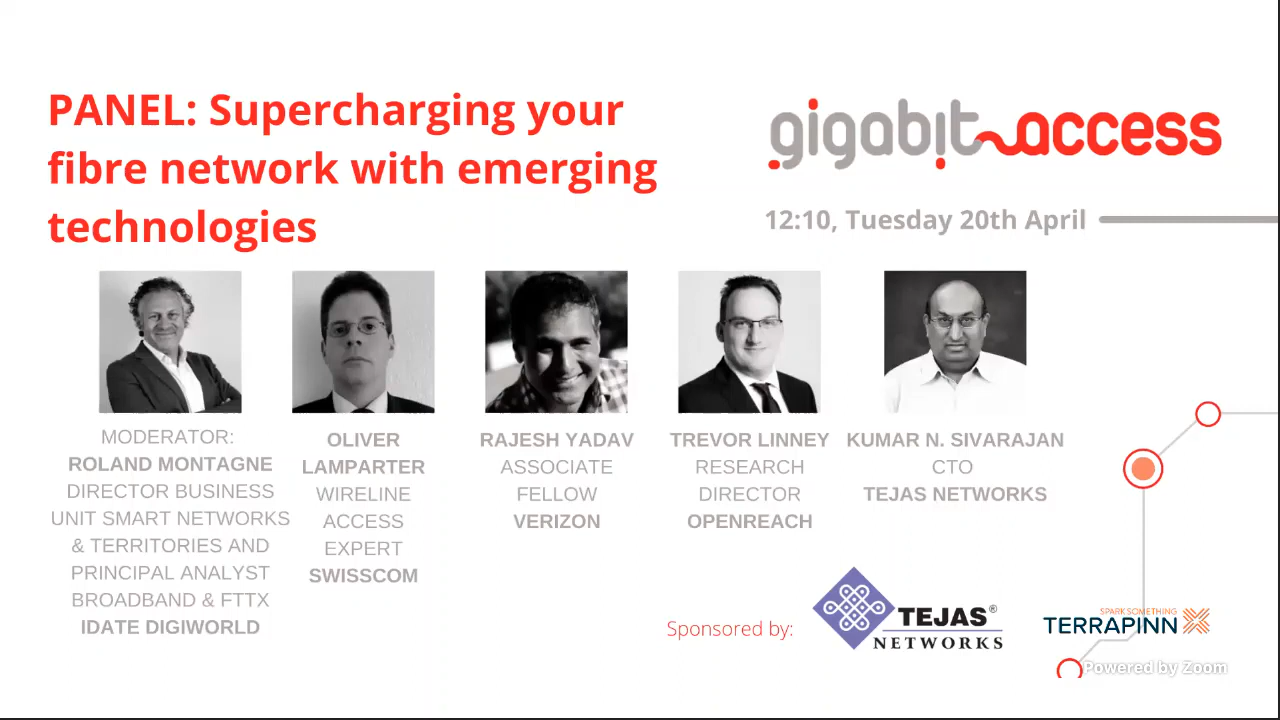 PANEL: Supercharging your
fibre network with emerging
technologies
gigabit access
12:10, Tuesday 20th April
MODERATOR:
ROLAND MONTAGNE
DIRECTOR BUSINESS
UNIT SMART NETWORKS
& TERRITORIES AND
PRINCIPAL ANALYST
BROADBAND & FTTX
IDATE DIGIWORLD
OLIVER
LAMPARTER
WIRELINE
ACCESS
EXPERT
SWISSCOM
RAJESH YADAV
ASSOCIATE
FELLOW
VERIZON
TREVOR LINNEY
RESEARCH
DIRECTOR
OPENREACH
KUMAR N. SIVARAJAN
CTO
TEJAS NETWORKS
Sponsored by:
TEJAS®
NETWORKS
SPARK SOMETHING
TERRAPINN
Powered by Zoom